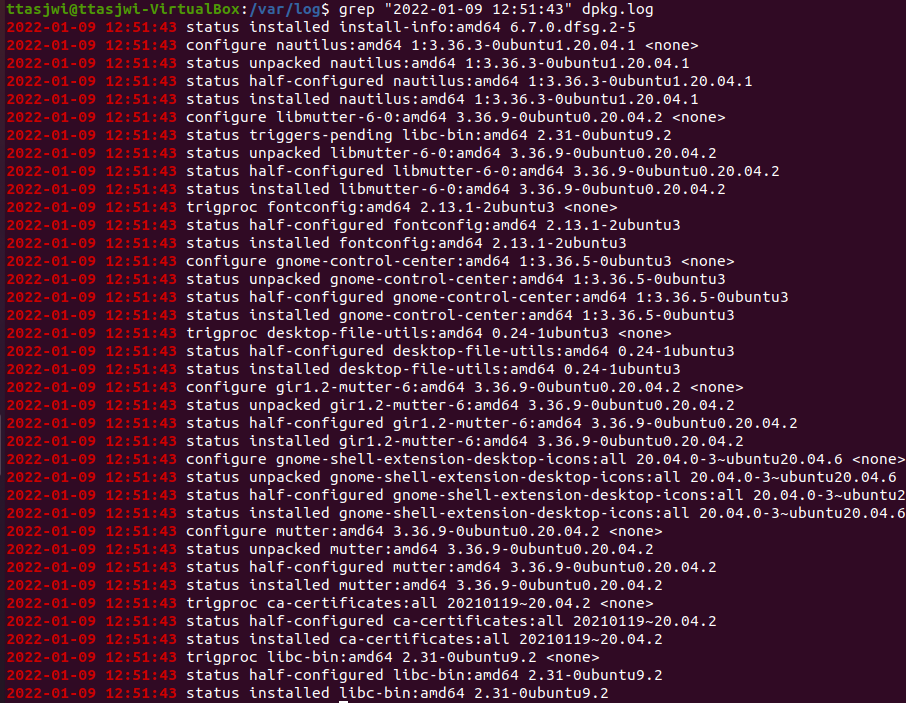 ttasjwi@ttasjwi-VirtualBox:/var/log$ grep "2022-01-09 12:51:43" dpkg.log
2022-01-09 12:51:43 status installed install-info:amd64 6.7.0.dfsg.2-5
2022-01-09 12:51:43 configure nautilus:amd64 1:3.36.3-0ubuntu1.20.04.1 <none>
2022-01-09 12:51:43 status unpacked nautilus:amd64 1:3.36.3-0ubuntu1.20.04.1
2022-01-09 12:51:43 status half-configured nautilus:amd64 1:3.36.3-0ubuntu1.20.04.1
2022-01-09 12:51:43 status installed nautilus:amd64 1:3.36.3-0ubuntu1.20.04.1
2022-01-09 12:51:43 configure libmutter-6-0:amd64 3.36.9-0ubuntu0.20.04.2 <none>
2022-01-09 12:51:43 status triggers-pending libc-bin:amd64 2.31-0ubuntu9.2
2022-01-09 12:51:43 status unpacked libmutter-6-0:amd64 3.36.9-0ubuntu0.20.04.2
2022-01-09 12:51:43 status half-configured libmutter-6-0:amd64 3.36.9-0ubuntu0.20.04.2
2022-01-09 12:51:43 status installed libmutter-6-0:amd64 3.36.9-0ubuntu0.20.04.2
2022-01-09 12:51:43 trigproc fontconfig:amd64 2.13.1-2ubuntu3 <none>
2022-01-09 12:51:43 status half-configured fontconfig:amd64 2.13.1-2ubuntu3
2022-01-09 12:51:43 status installed fontconfig:amd64 2.13.1-2ubuntu3
2022-01-09 12:51:43 configure gnome-control-center:amd64 1:3.36.5-0ubuntu3 <none>
2022-01-09 12:51:43 status unpacked gnome-control-center:amd64 1:3.36.5-0ubuntu3
2022-01-09 12:51:43 status half-configured gnome-control-center:amd64 1:3.36.5-0ubuntu3
2022-01-09 12:51:43 status installed gnome-control-center:amd64 1:3.36.5-0ubuntu3
2022-01-09 12:51:43 trigproc desktop-file-utils:amd64 0.24-1ubuntu3 <none>
2022-01-09 12:51:43 status half-configured desktop-file-utils:amd64 0.24-1ubuntu3
2022-01-09 12:51:43 status installed desktop-file-utils:amd64 0.24-1ubuntu3
2022-01-09 12:51:43 configure gir1.2-mutter-6:amd64 3.36.9-0ubuntu0.20.04.2 <none>
2022-01-09 12:51:43 status unpacked gir1.2-mutter-6:amd64 3.36.9-0ubuntu0.20.04.2
2022-01-09 12:51:43 status half-configured gir1.2-mutter-6:amd64 3.36.9-0ubuntu0.20.04.2
2022-01-09 12:51:43 status installed gir1.2-mutter-6:amd64 3.36.9-0ubuntu0.20.04.2
2022-01-09 12:51:43 configure gnome-shell-extension-desktop-icons:all 20.04.0-3~ubuntu20.04.6 <none>
2022-01-09 12:51:43 status unpacked gnome-shell-extension-desktop-icons:all 20.04.0-3~ubuntu20.04.6
2022-01-09 12:51:43 status half-configured gnome-shell-extension-desktop-icons:all 20.04.0-3~ubuntu2
2022-01-09 12:51:43 status installed gnome-shell-extension-desktop-icons:all 20.04.0-3~ubuntu20.04.6
2022-01-09 12:51:43 configure mutter:amd64 3.36.9-0ubuntu0.20.04.2 <none>
2022-01-09 12:51:43 status unpacked mutter:amd64 3.36.9-0ubuntu0.20.04.2
2022-01-09 12:51:43 status half-configured mutter:amd64 3.36.9-0ubuntu0.20.04.2
2022-01-09 12:51:43 status installed mutter:amd64 3.36.9-0ubuntu0.20.04.2
2022-01-09 12:51:43 trigproc ca-certificates:all 20210119~20.04.2 <none>
2022-01-09 12:51:43 status half-configured ca-certificates:all 20210119~20.04.2
2022-01-09 12:51:43 status installed ca-certificates:all 20210119~20.04.2
2022-01-09 12:51:43 trigproc libc-bin:amd64 2.31-0ubuntu9.2 <none>
2022-01-09 12:51:43 status half-configured libc-bin:amd64 2.31-0ubuntu9.2
2022-01-09 12:51:43 status installed libc-bin:amd64 2.31-0ubuntu9.2